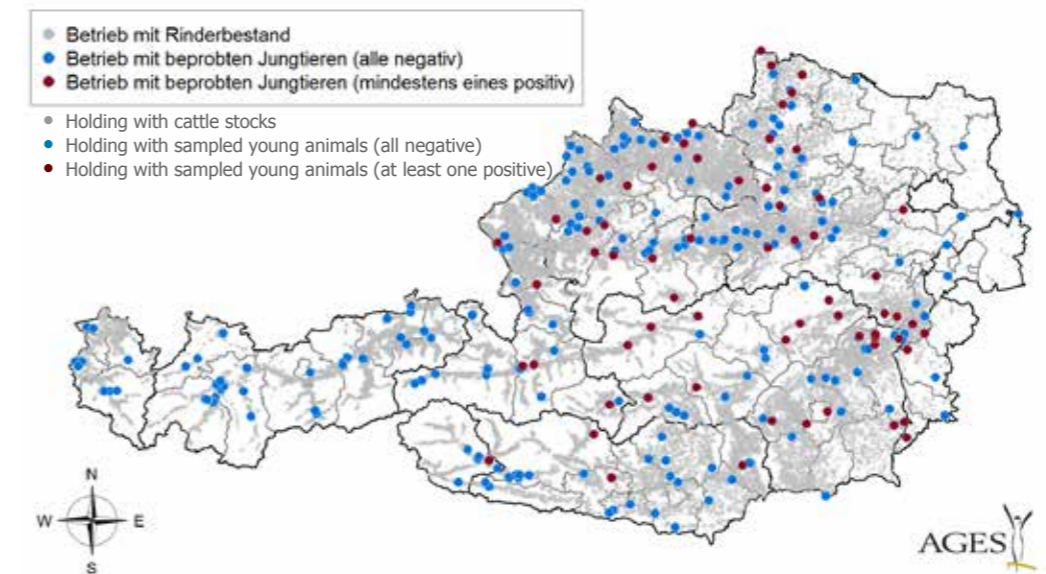 Betrieb mit Rinderbestand
Betrieb mit beprobten Jungtieren (alle negativ)
Betrieb mit beprobten Jungtieren (mindestens eines positiv)
Holding with cattle stocks
Holding with sampled young animals (all negative)
Holding with sampled young animals (at least one positive)
N
W E
S
AGES